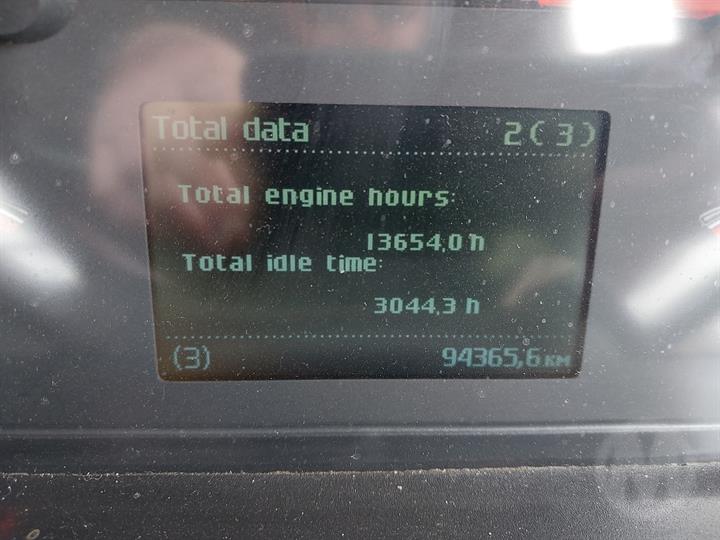 Total data 2(3)
Total engine hours:
13654,0 h
Total idle time:
3044,3 h
(3) 94365,6 KM